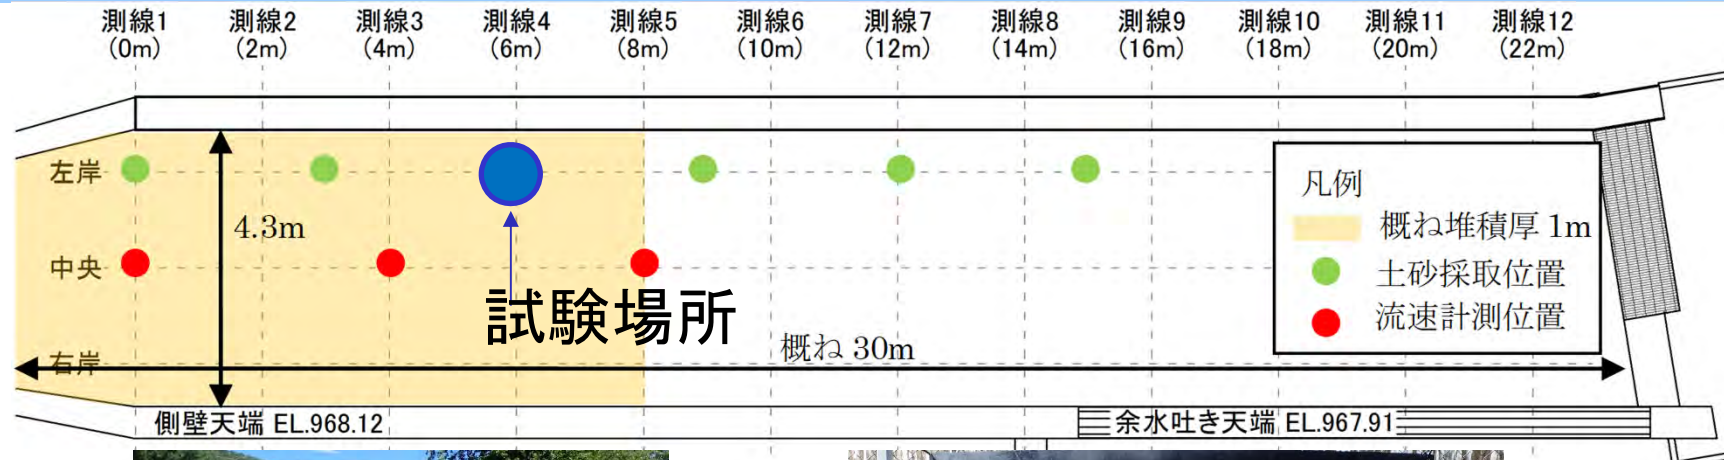 測線1 測線2 測線3 測線4 測線5 測線6 測線7 測線8 測線9 測線10 測線11 測線12
(0m) (2m) (4m) (6m) (8m) (10m) (12m) (14m) (16m) (18m) (20m) (22m)
左岸
凡例
4.3m
概ね堆積厚 1m
中央
土砂採取位置
試験場所
流速計測位置
概ね 30m
右岸
側壁天端 EL.968.12
余水吐き天端 EL.967.91